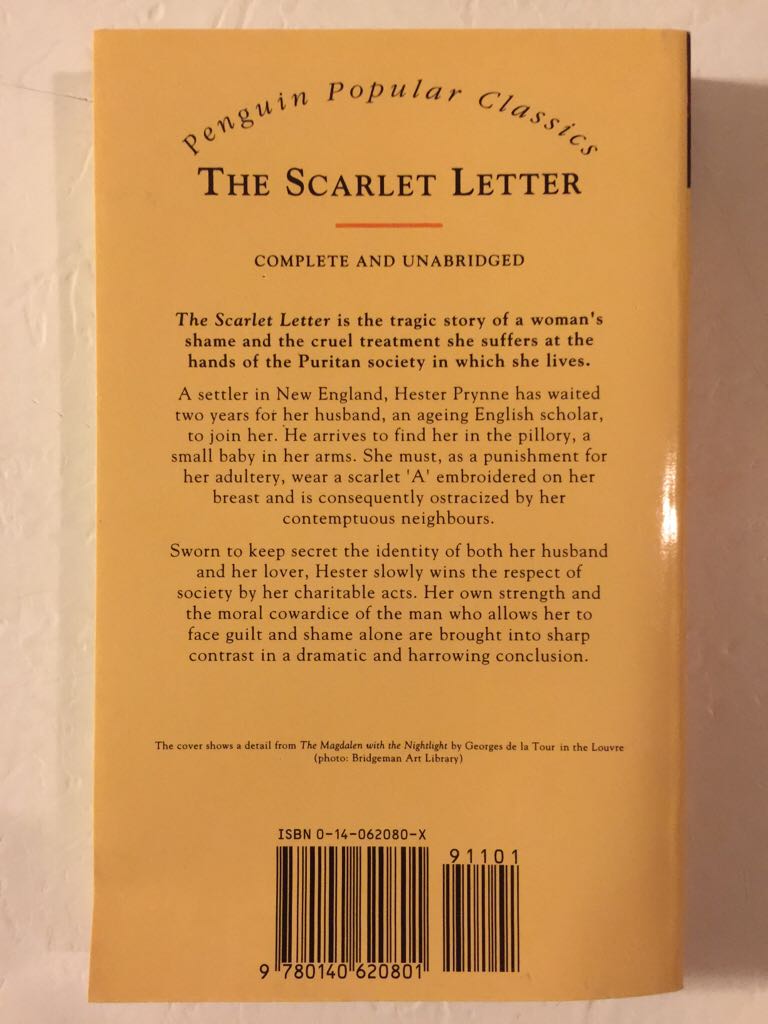 Penguin Popular Classics
THE SCARLET LETTER
COMPLETE AND UNABRIDGED
The Scarlet Letter is the tragic story of a woman's
shame and the cruel treatment she suffers at the
hands of the Puritan society in which she lives.
A settler in New England, Hester Prynne has waited
two years for her husband, an ageing English scholar,
to join her. He arrives to find her in the pillory, a
small baby in her arms. She must, as a punishment for
her adultery, wear a scarlet 'A' embroidered on her
breast and is consequently ostracized by her
contemptuous neighbours.
Sworn to keep secret the identity of both her husband
and her lover, Hester slowly wins the respect of
society by her charitable acts. Her own strength and
the moral cowardice of the man who allows her to
face guilt and shame alone are brought into sharp
contrast in a dramatic and harrowing conclusion.
The cover shows a detail from The Magdalen with the Nightlight by Georges de la Tour in the Louvre
(photo: Bridgeman Art Library)
ISBN 0-14-062080-X
91101
9 780140 620801